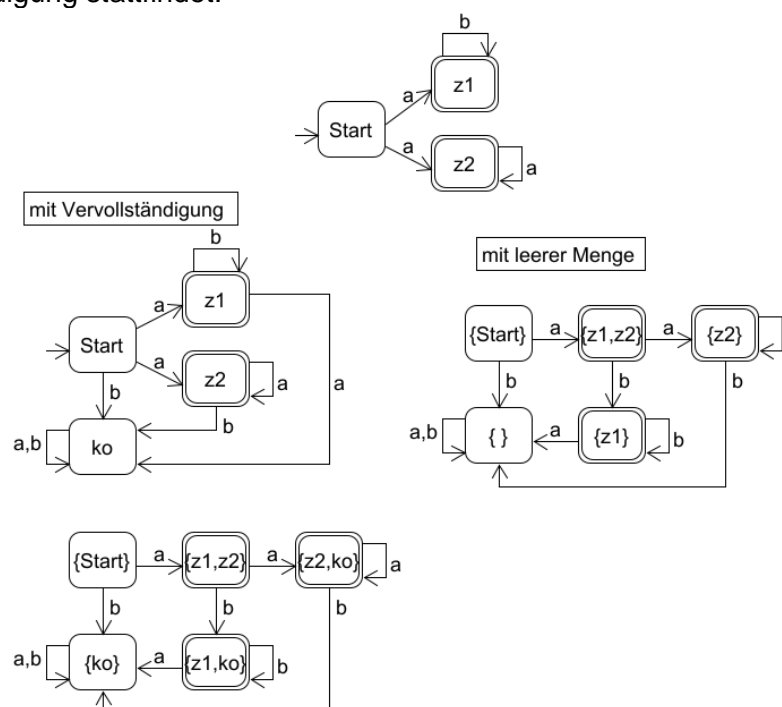 stattfindet.
b
z1
a
Start
a
z2
a
mit Vervollständigung
b
z1
a
Start
a
z2
a
a
b
b
a,b
ko
mit leerer Menge
{Start} a {z1,z2} a {z2}
b b b
a,b { } a {z1} b
{Start} a {z1,z2} a {z2,ko} a
b b b
a,b {ko} a {z1,ko} b